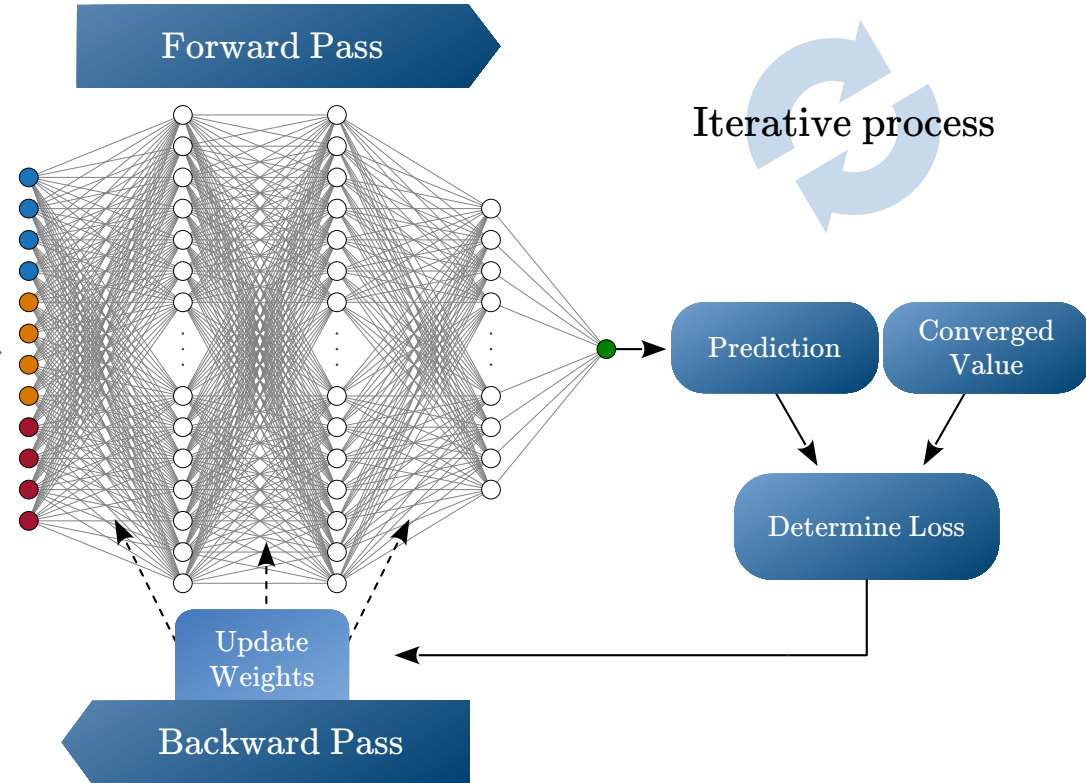 Forward Pass
Iterative process
Prediction
Converged
Value
Determine Loss
Update
Weights
Backward Pass